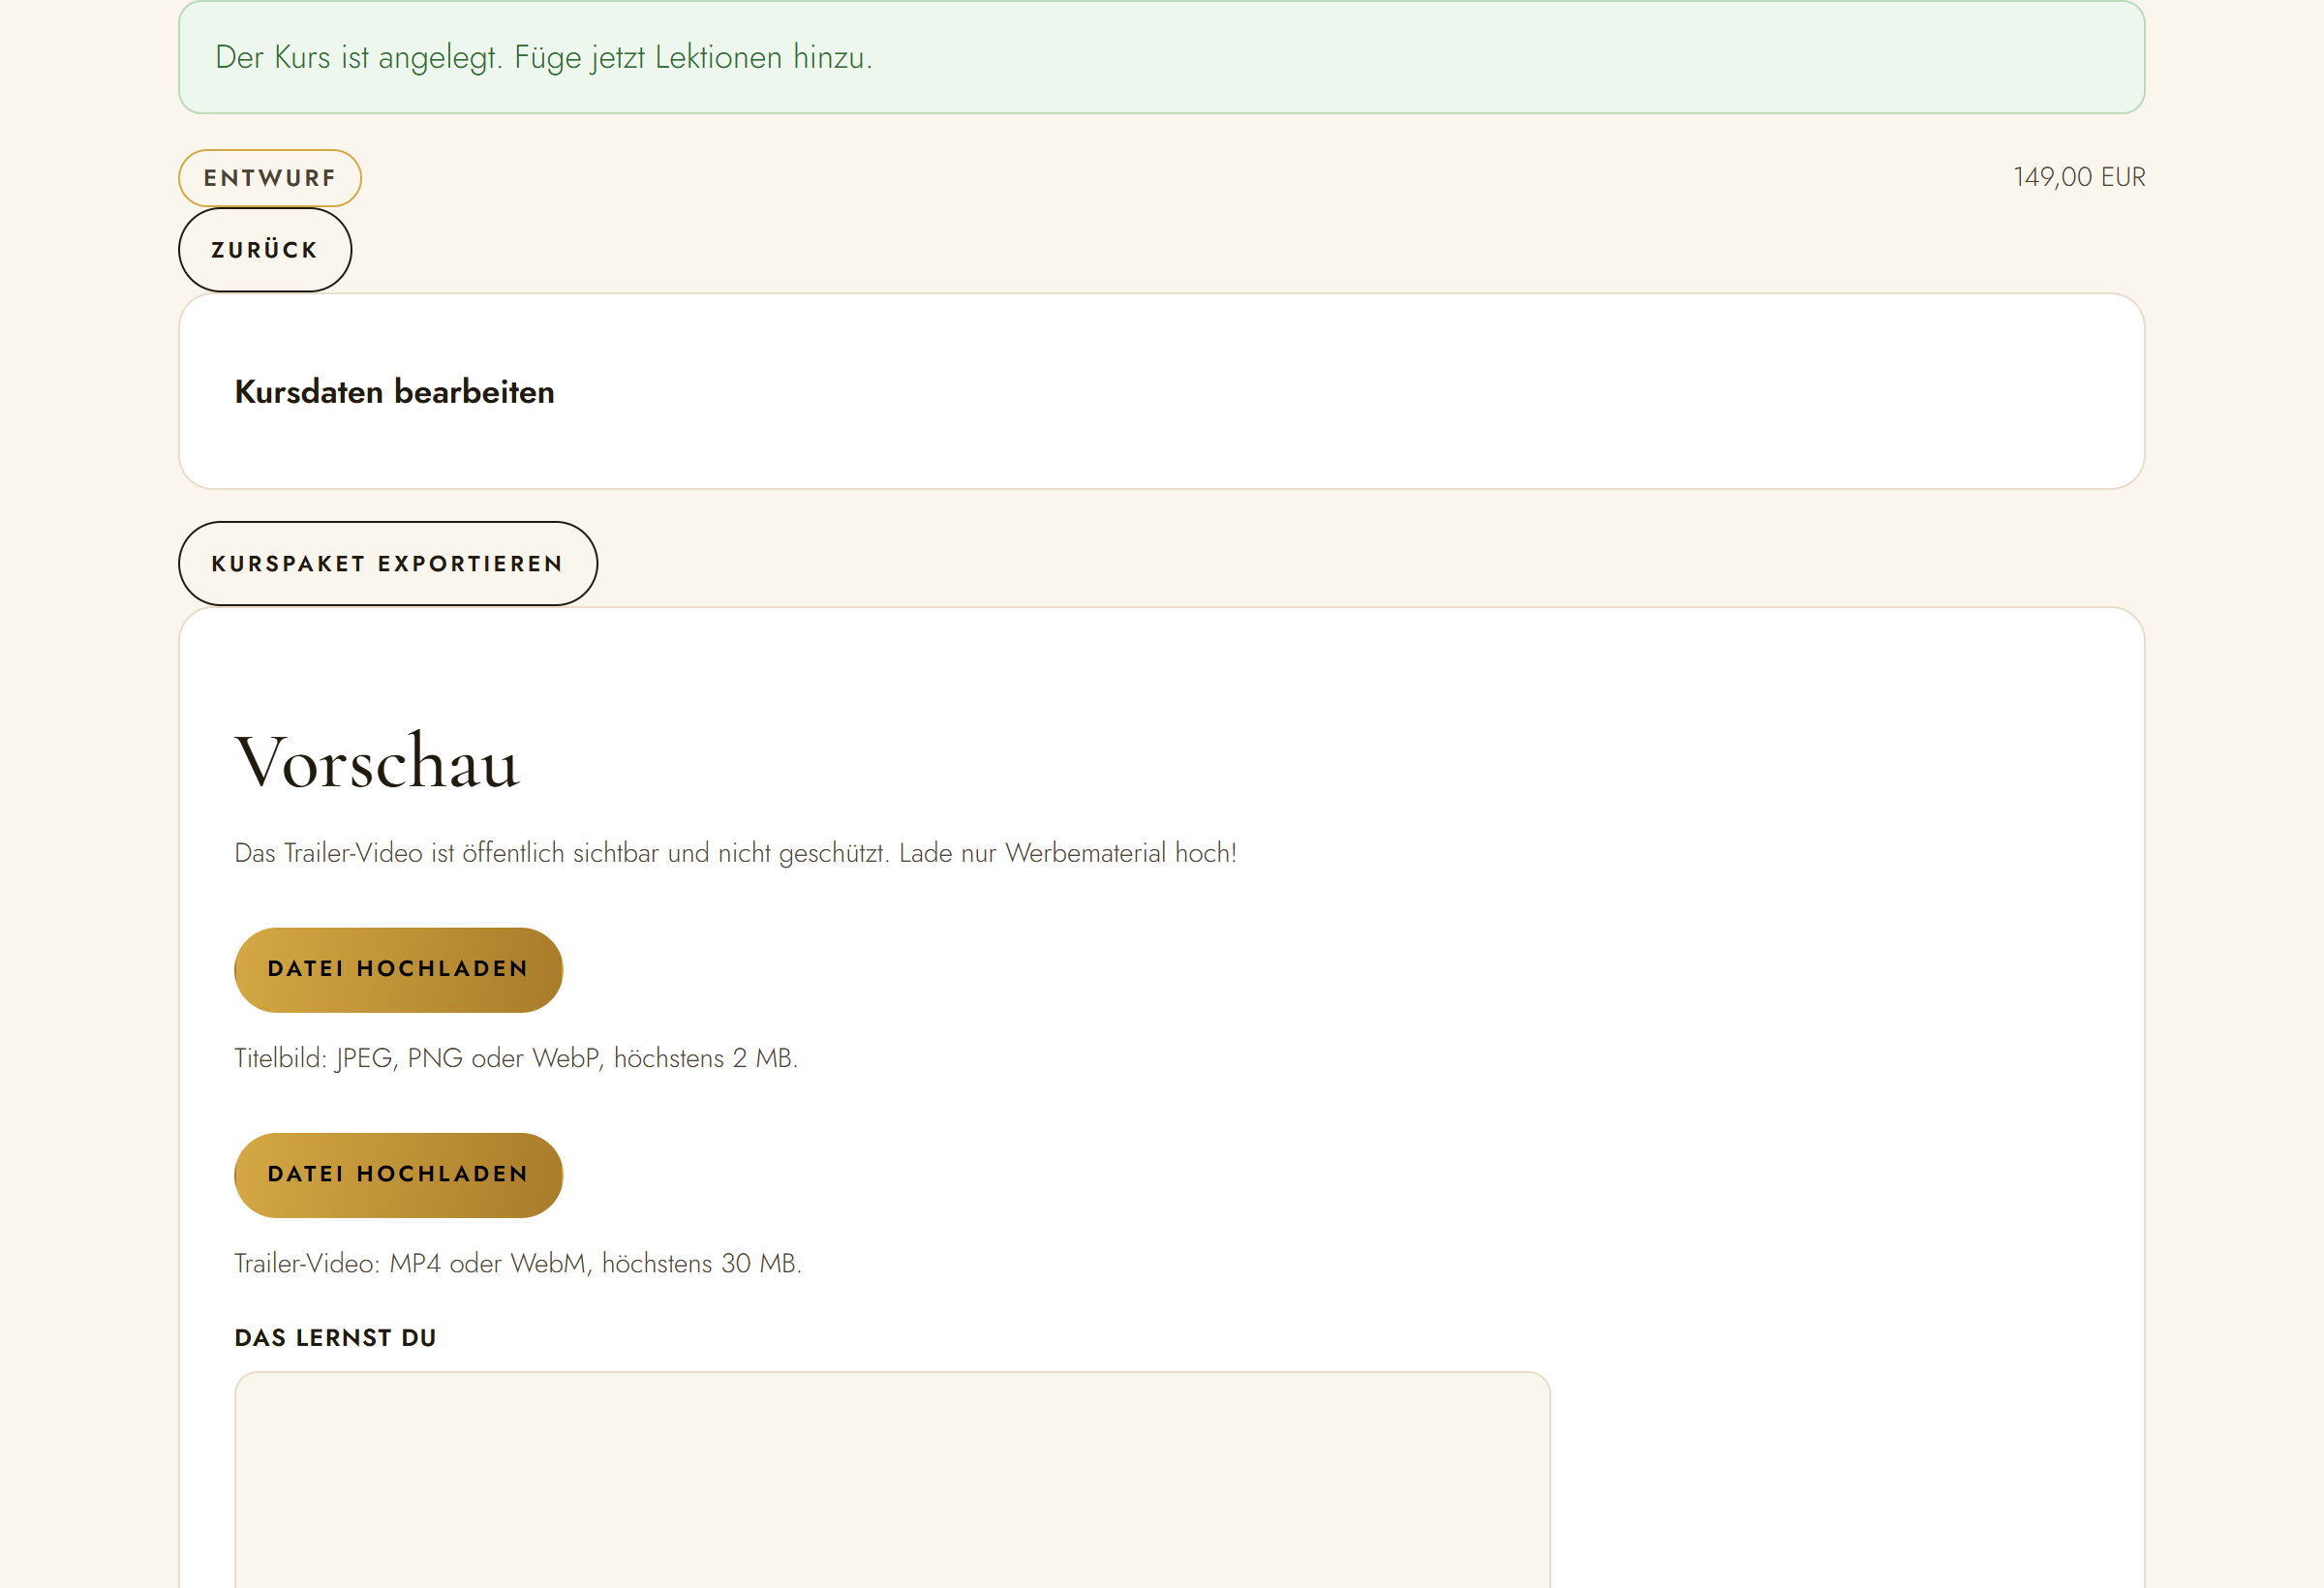 Der Kurs ist angelegt. Füge jetzt Lektionen hinzu.
ENTWURF
149,00 EUR
ZURÜCK
Kursdaten bearbeiten
KURSPAKET EXPORTIEREN
Vorschau
Das Trailer-Video ist öffentlich sichtbar und nicht geschützt. Lade nur Werbematerial hoch!
DATEI HOCHLADEN
Titelbild: JPEG, PNG oder WebP, höchstens 2 MB.
DATEI HOCHLADEN
Trailer-Video: MP4 oder WebM, höchstens 30 MB.
DAS LERNST DU